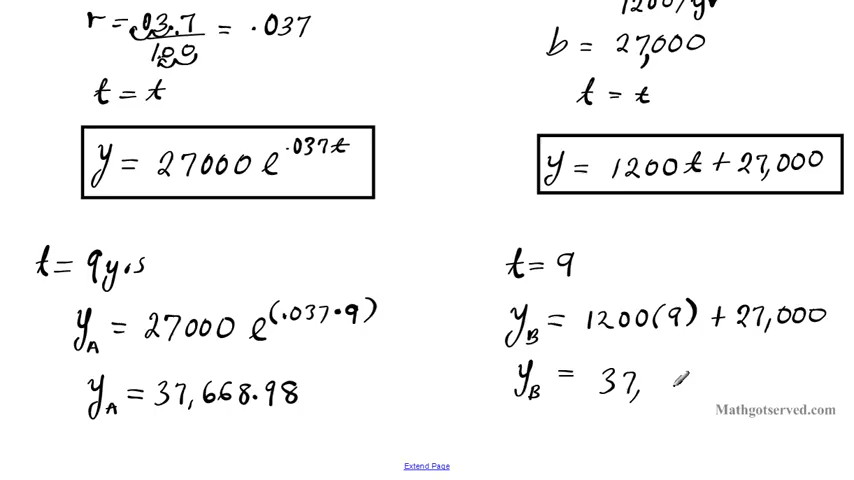 r = .03.7 / 100 = .037
t = t
y = 27000 e^.037t
t = 9yrs
y_A = 27000 e^(.037·9)
y_A = 37,668.98
1200/yr
b = 27,000
t = t
y = 1200t + 27,000
t = 9
y_B = 1200(9) + 27,000
y_B = 37,
Mathgotserved.com
Extend Page